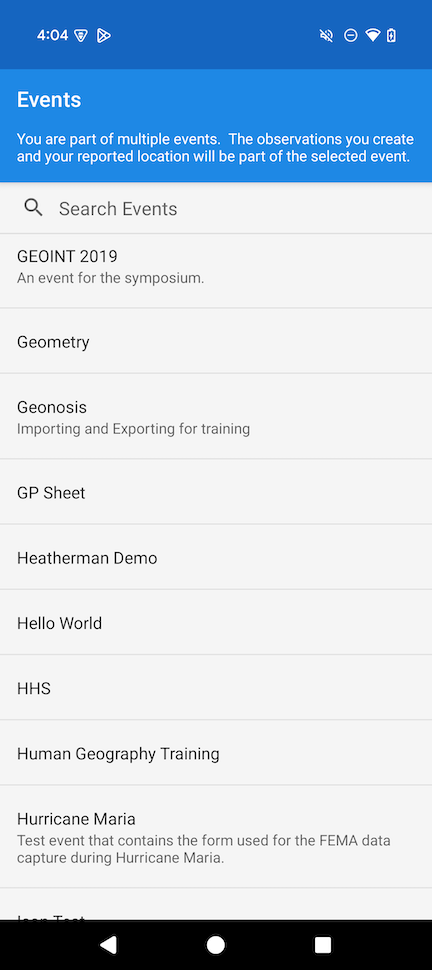 4:04
Events
You are part of multiple events.  The observations you create
and your reported location will be part of the selected event.
Search Events
GEOINT 2019
An event for the symposium.
Geometry
Geonosis
Importing and Exporting for training
GP Sheet
Heatherman Demo
Hello World
HHS
Human Geography Training
Hurricane Maria
Test event that contains the form used for the FEMA data
capture during Hurricane Maria.